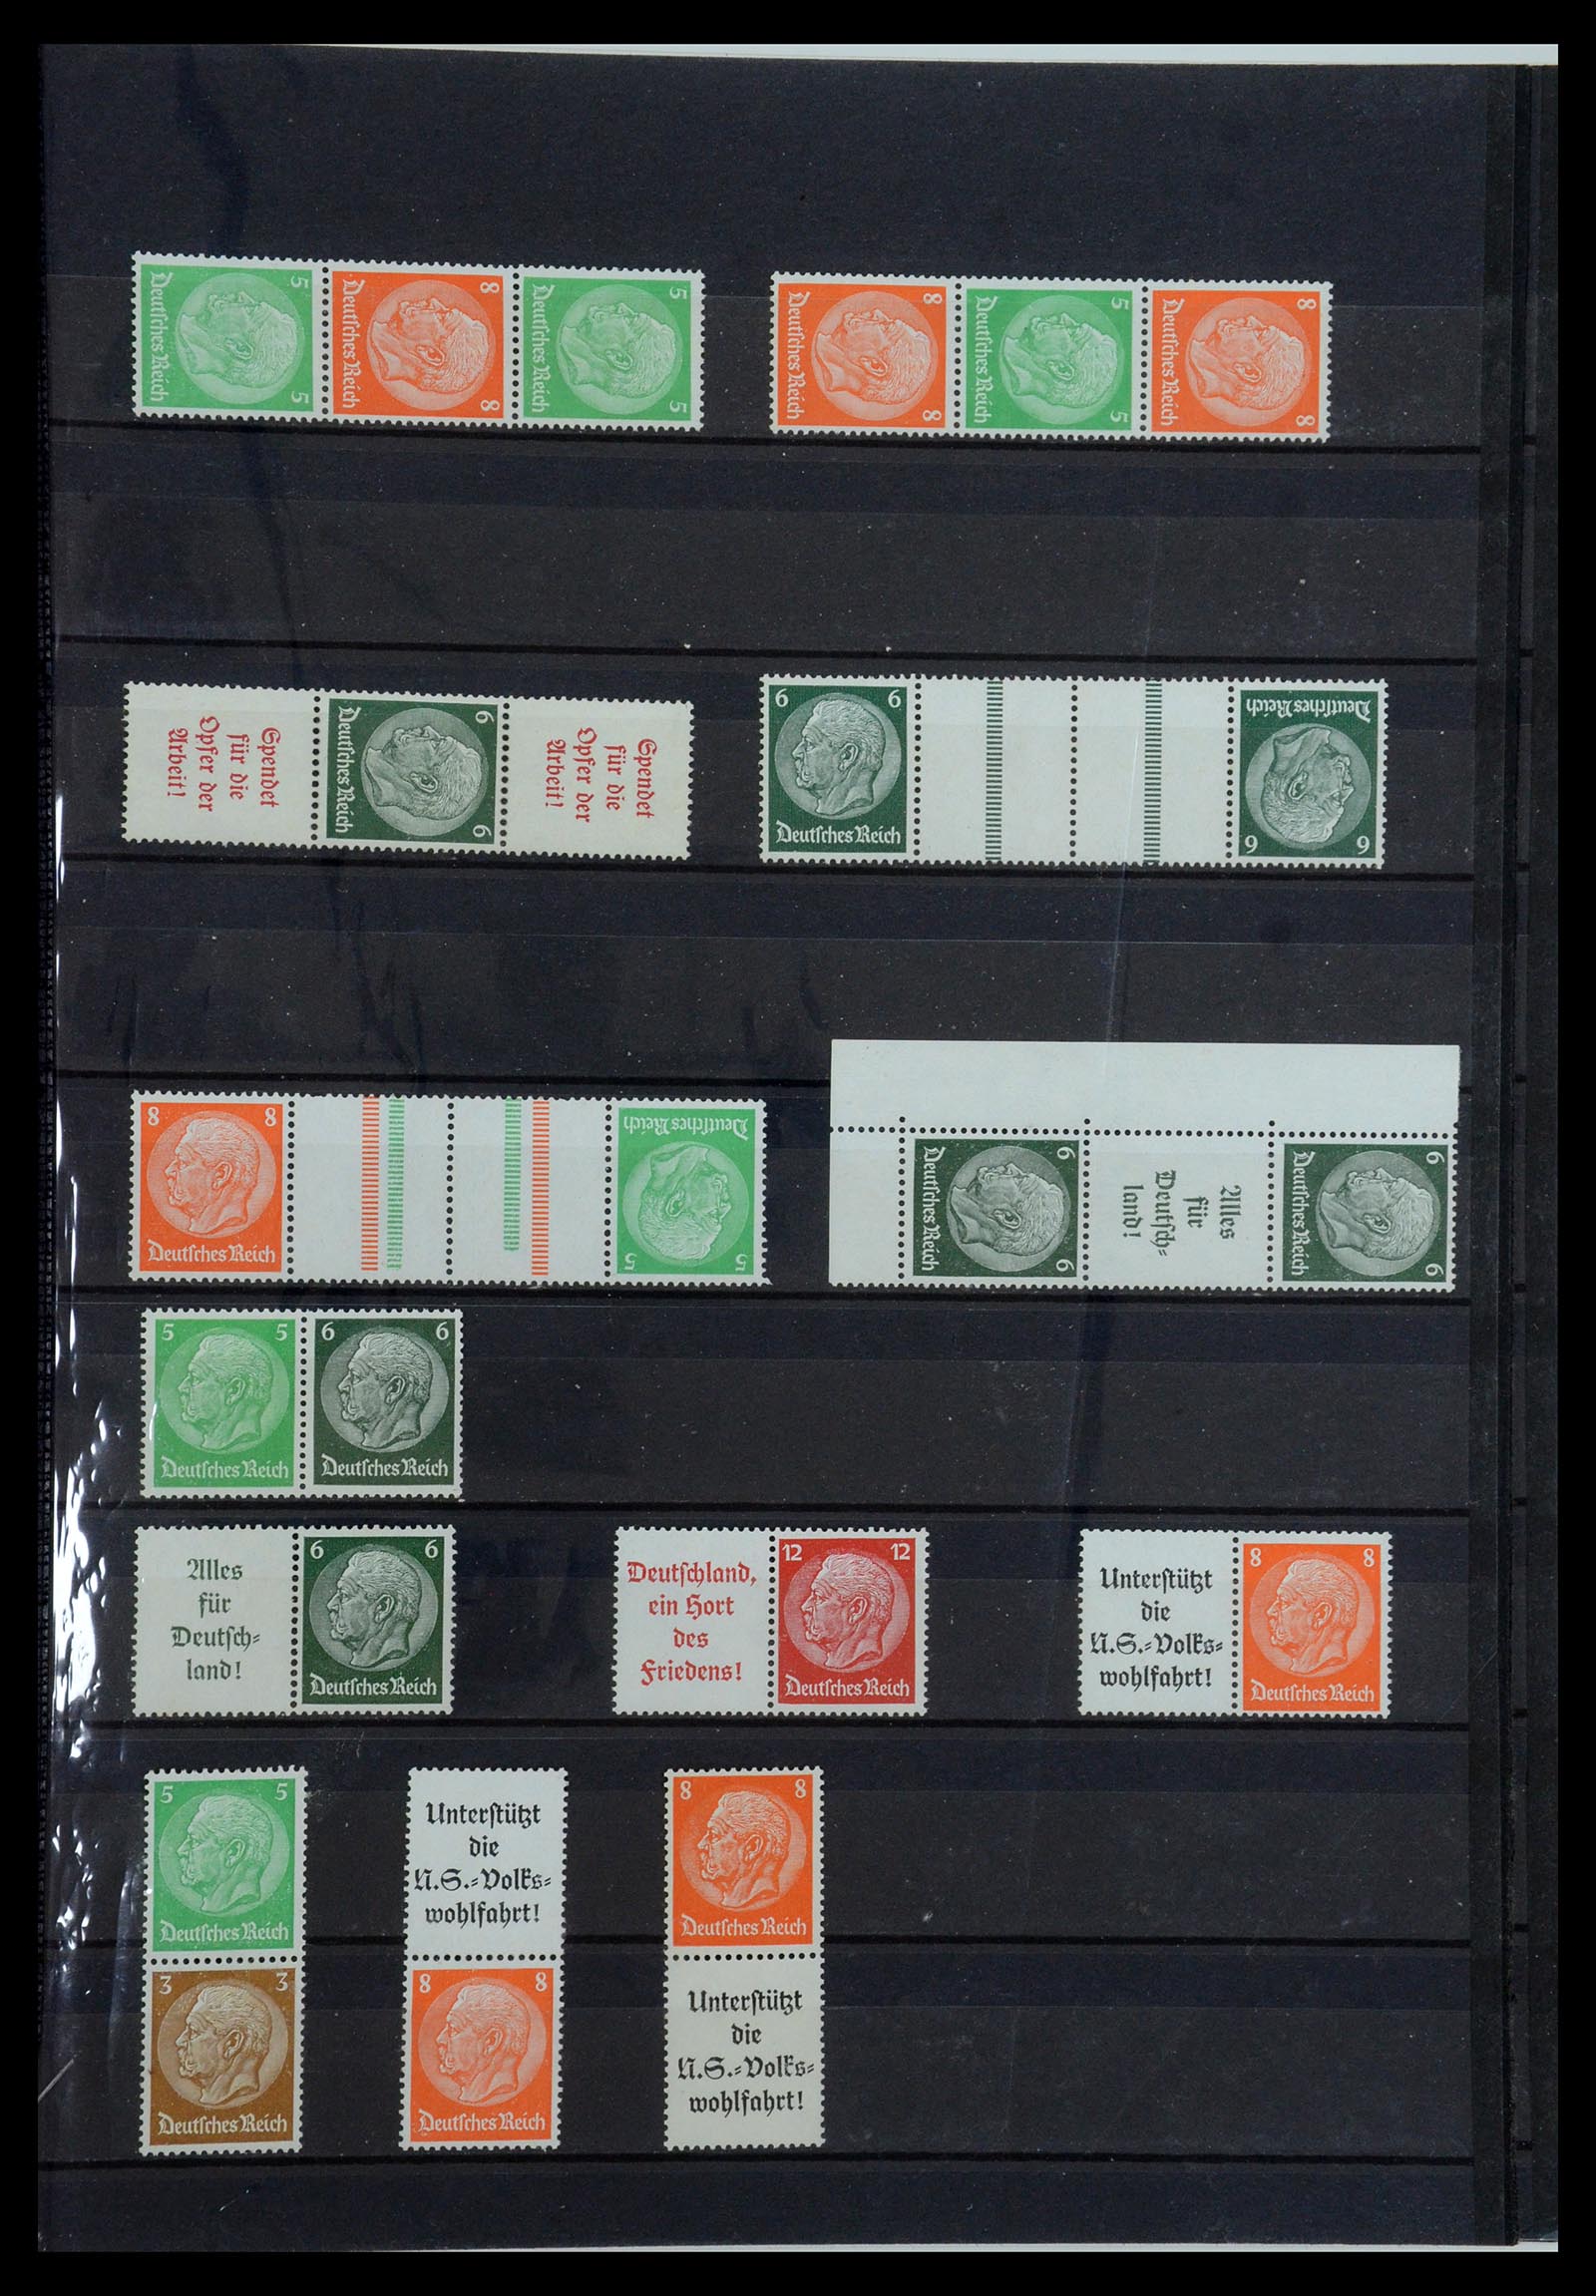 5 5
Deutsches Reich
8 8
Deutsches Reich
5 5
Deutsches Reich
8 8
Deutsches Reich
5 5
Deutsches Reich
8 8
Deutsches Reich
Spendet
für die
Opfer der
Arbeit!
6 6
Deutsches Reich
Spendet
für die
Opfer der
Arbeit!
6 6
Deutsches Reich
6 6
Deutsches Reich
8 8
Deutsches Reich
5 5
Deutsches Reich
6 6
Deutsches Reich
Alles
für
Deutsch-
land!
6 6
Deutsches Reich
5 5
Deutsches Reich
6 6
Deutsches Reich
Alles
für
Deutsch-
land!
6 6
Deutsches Reich
Deutschland,
ein Hort
des
Friedens!
12 12
Deutsches Reich
Unterstützt
die
N.S.-Volks-
wohlfahrt!
8 8
Deutsches Reich
5 5
Deutsches Reich
3 3
Deutsches Reich
Unterstützt
die
N.S.-Volks-
wohlfahrt!
8 8
Deutsches Reich
8 8
Deutsches Reich
Unterstützt
die
N.S.-Volks-
wohlfahrt!